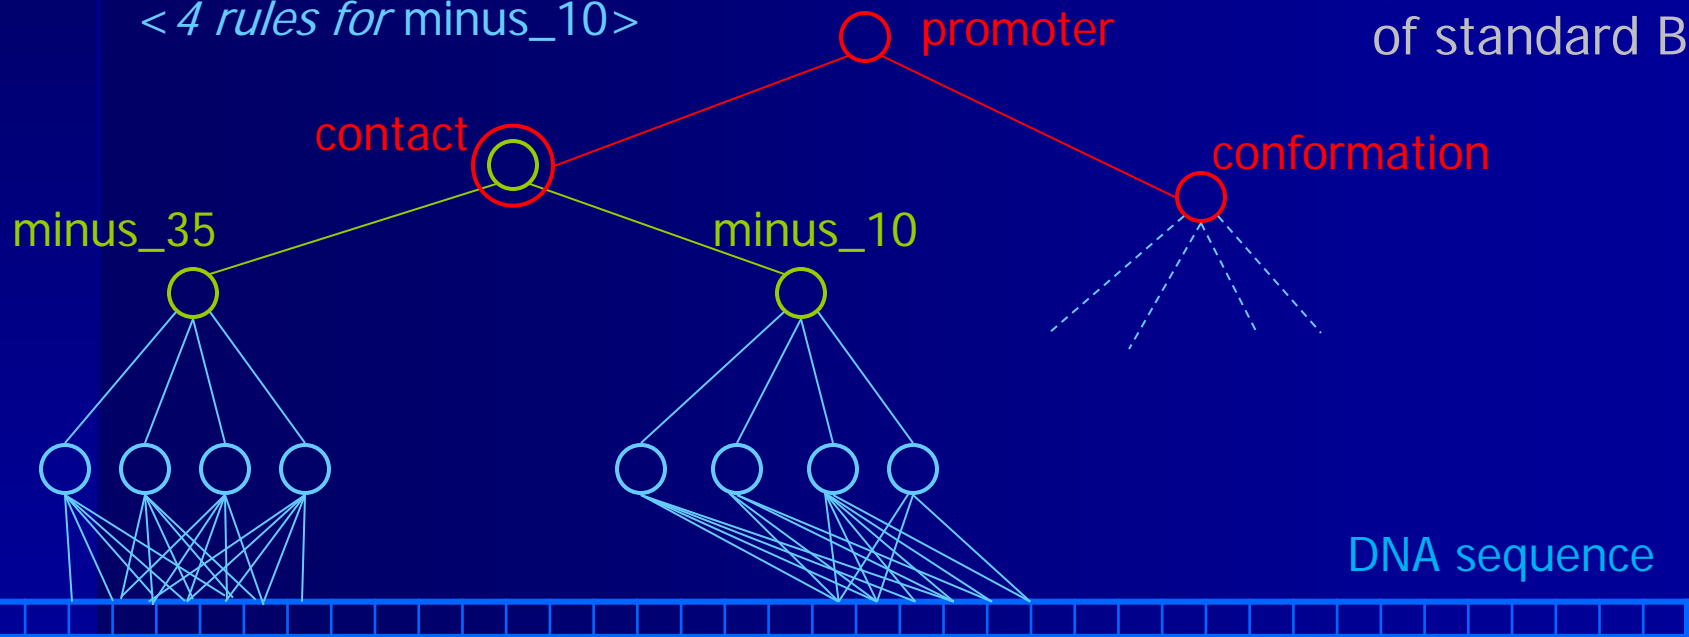 <4 rules for minus_10>
promoter
of standard B
contact
conformation
minus_35
minus_10
DNA sequence